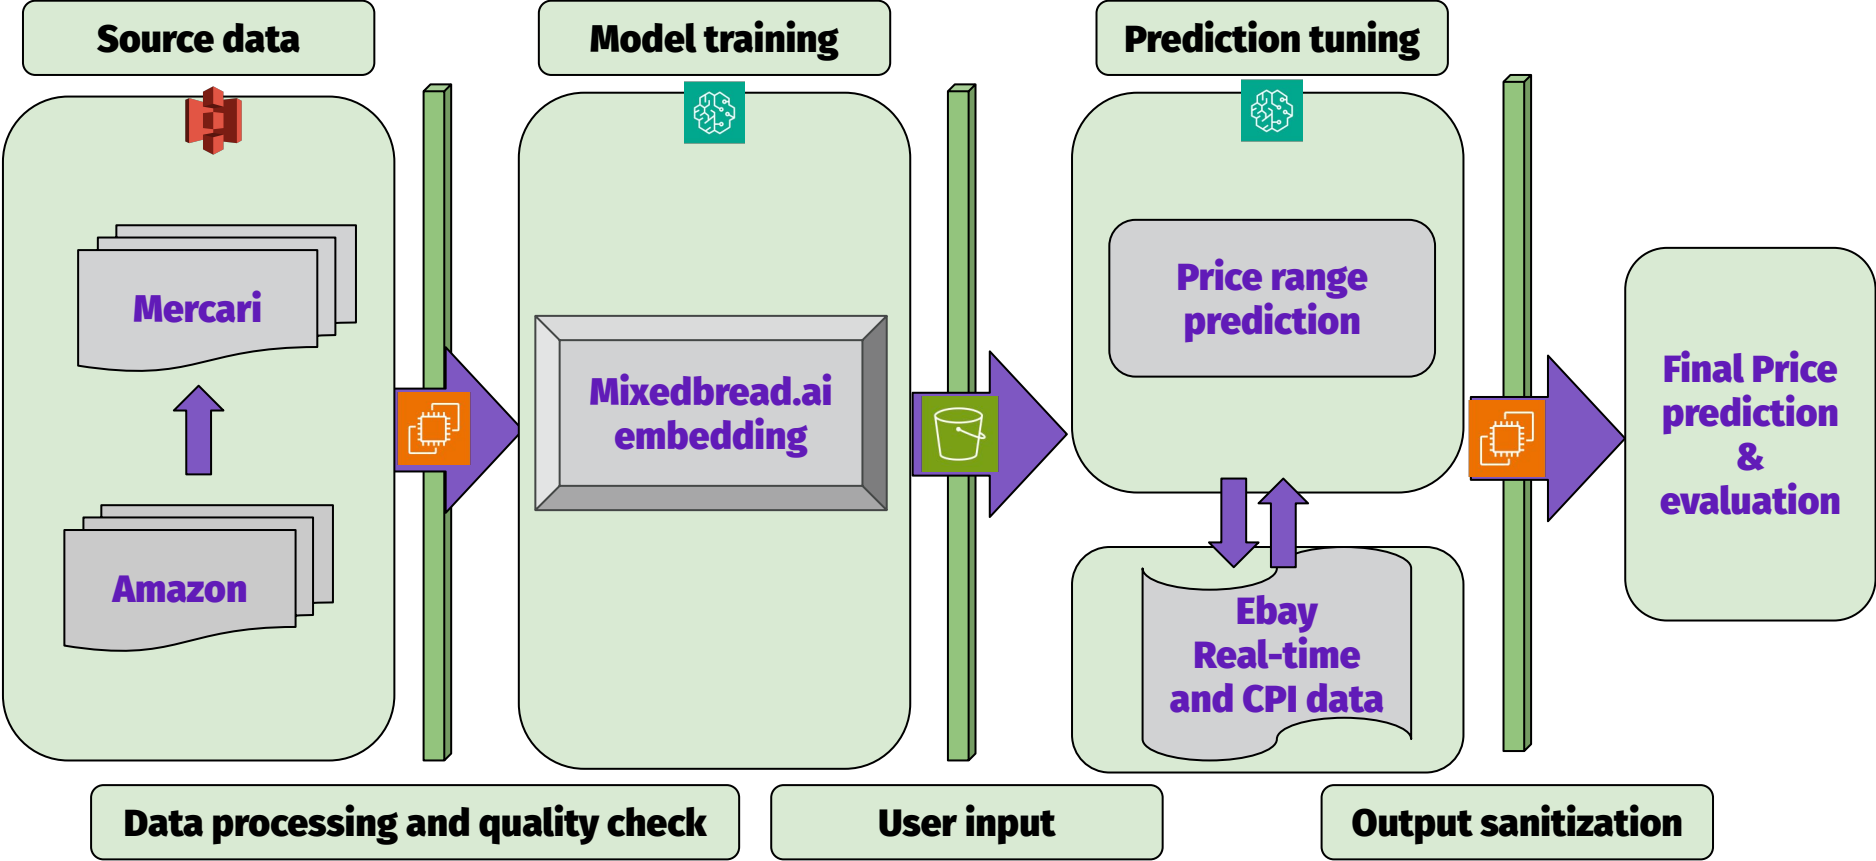 Source data
Model training
Prediction tuning
Mercari
Amazon
Mixedbread.ai
embedding
Price range
prediction
Ebay
Real-time
and CPI data
Final Price
prediction
&
evaluation
Data processing and quality check
User input
Output sanitization